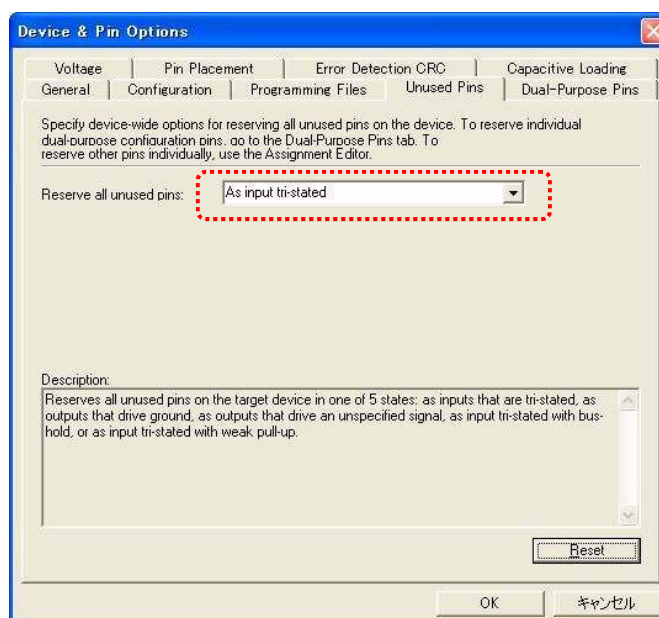 Device & Pin Options
Voltage Pin Placement Error Detection CRC Capacitive Loading
General Configuration Programming Files Unused Pins Dual-Purpose Pins
Specify device-wide options for reserving all unused pins on the device. To reserve individual
dual-purpose configuration pins, go to the Dual-Purpose Pins tab. To
reserve other pins individually, use the Assignment Editor.
Reserve all unused pins: As input tri-stated
Description:
Reserves all unused pins on the target device in one of 5 states: as inputs that are tri-stated, as
outputs that drive ground, as outputs that drive an unspecified signal, as input tri-stated with bus-
hold, or as input tri-stated with weak pull-up.
Reset
OK キャンセル